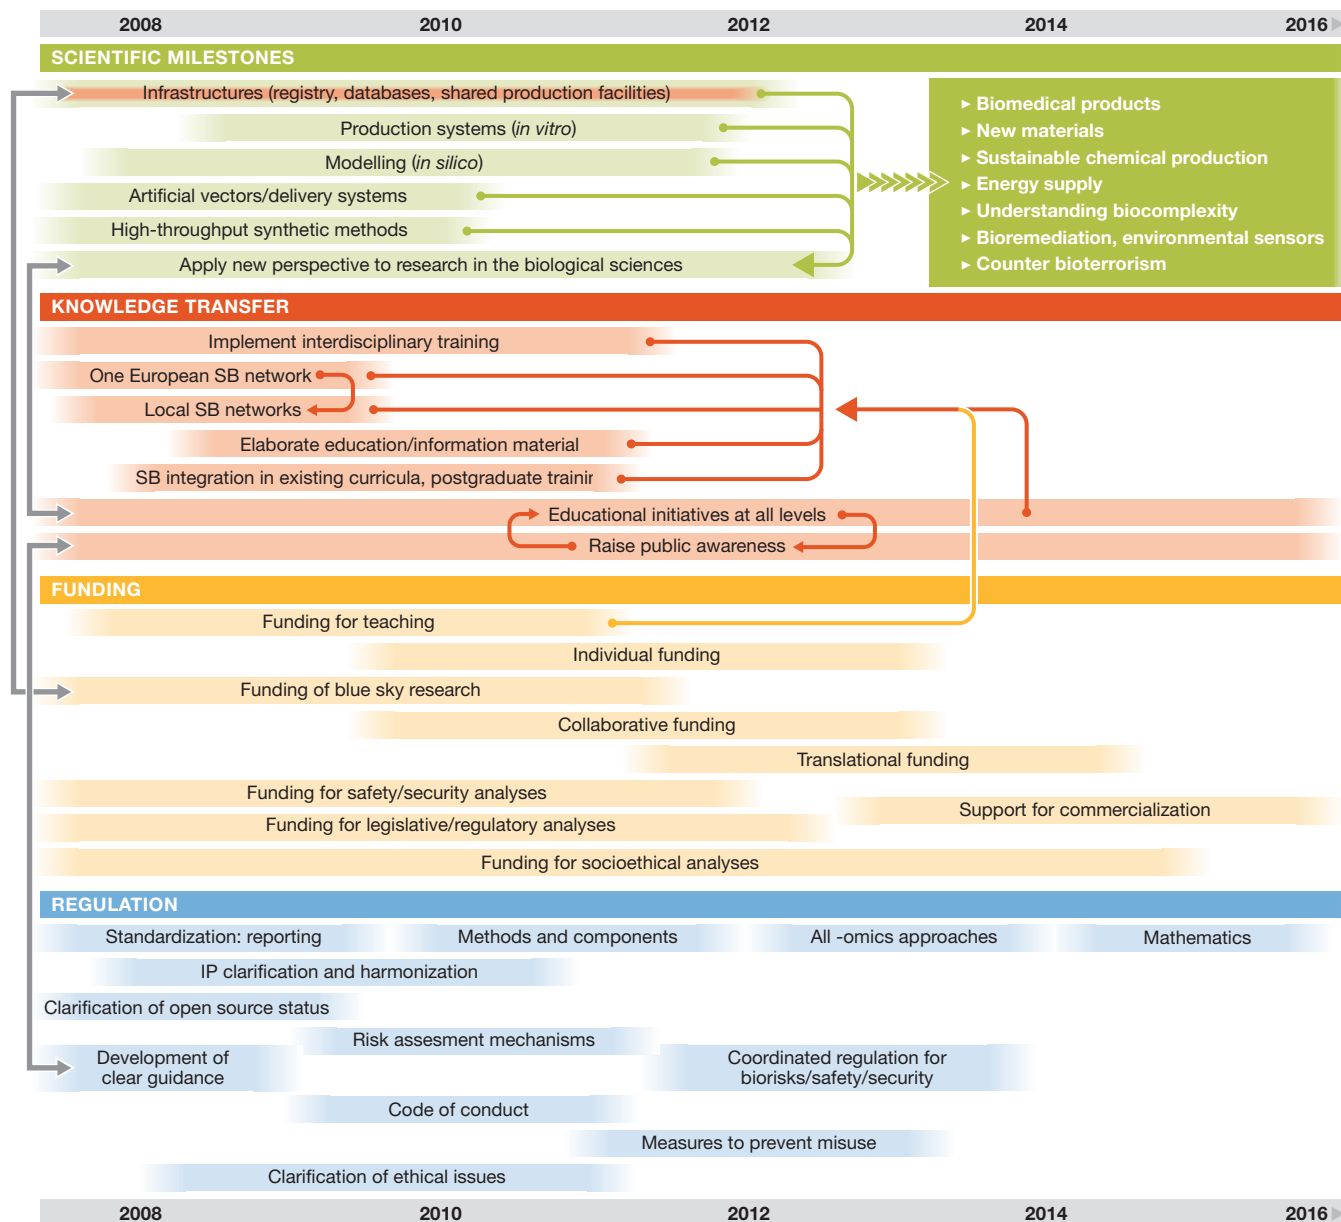 2008 2010 2012 2014 2016
SCIENTIFIC MILESTONES
Infrastructures (registry, databases, shared production facilities)
Production systems (in vitro)
Modelling (in silico)
Artificial vectors/delivery systems
High-throughput synthetic methods
Apply new perspective to research in the biological sciences
► Biomedical products
► New materials
► Sustainable chemical production
► Energy supply
► Understanding biocomplexity
► Bioremediation, environmental sensors
► Counter bioterrorism
KNOWLEDGE TRANSFER
Implement interdisciplinary training
One European SB network
Local SB networks
Elaborate education/information material
SB integration in existing curricula, postgraduate trainin
Educational initiatives at all levels
Raise public awareness
FUNDING
Funding for teaching
Individual funding
Funding of blue sky research
Collaborative funding
Translational funding
Funding for safety/security analyses
Support for commercialization
Funding for legislative/regulatory analyses
Funding for socioethical analyses
REGULATION
Standardization: reporting Methods and components All -omics approaches Mathematics
IP clarification and harmonization
Clarification of open source status
Risk assesment mechanisms
Development of
clear guidance
Coordinated regulation for
biorisks/safety/security
Code of conduct
Measures to prevent misuse
Clarification of ethical issues
2008 2010 2012 2014 2016